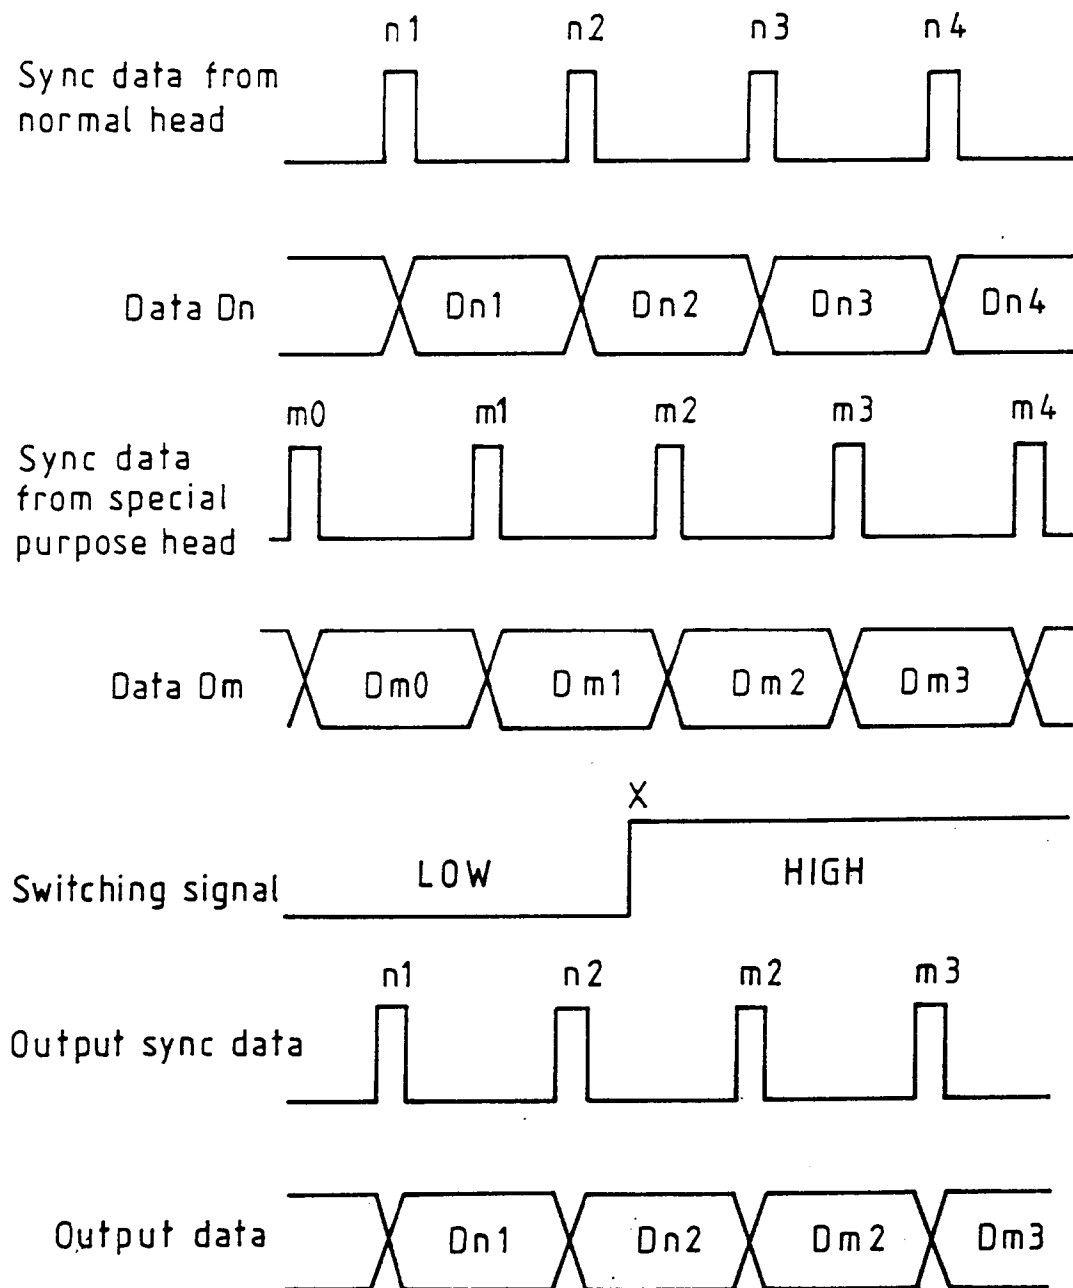 n1 n2 n3 n4
Sync data from
normal head
Data Dn Dn1 Dn2 Dn3 Dn4
m0 m1 m2 m3 m4
Sync data
from special
purpose head
Data Dm Dm0 Dm1 Dm2 Dm3
X
Switching signal LOW HIGH
n1 n2 m2 m3
Output sync data
Output data Dn1 Dn2 Dm2 Dm3